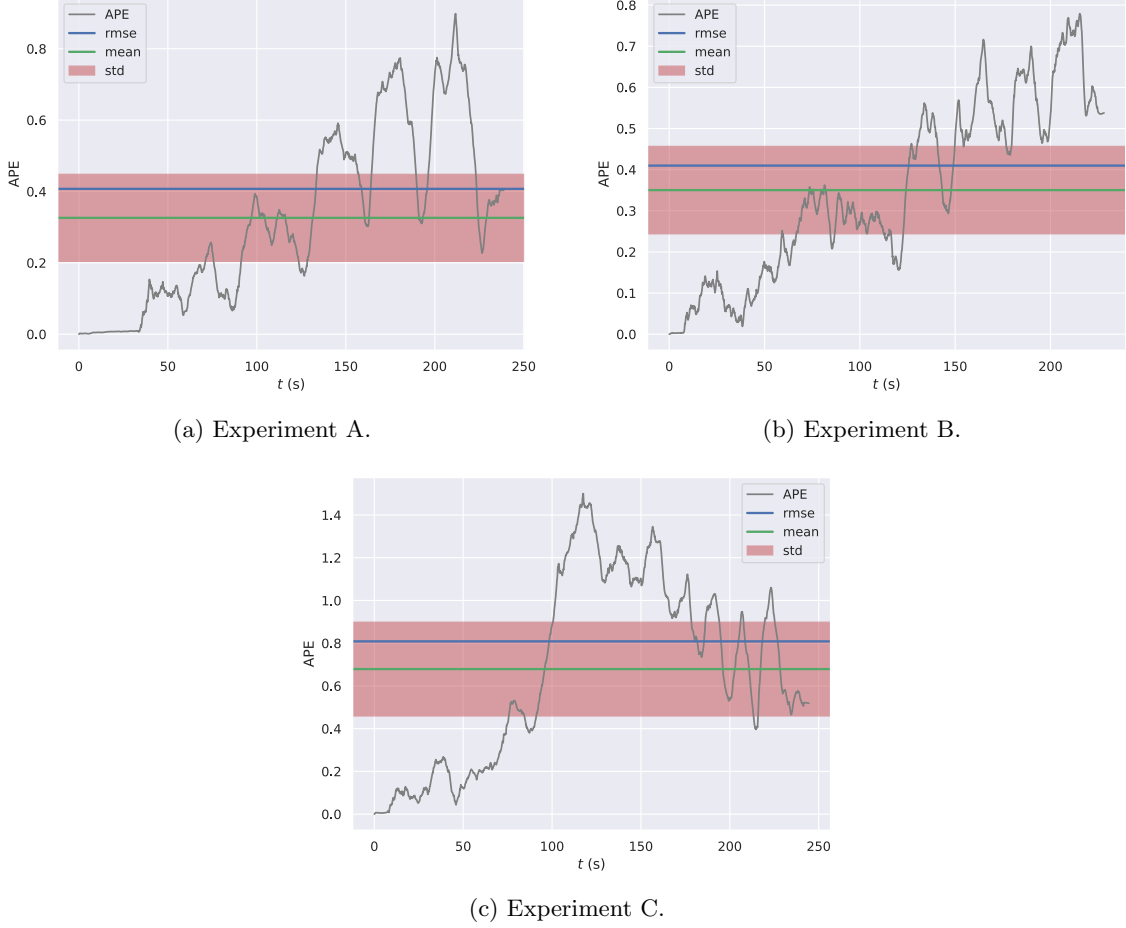 APE
rmse
mean
std
0.8
0.6
0.4
0.2
0.0
APE
0 50 100 150 200 250
t (s)
(a) Experiment A.
APE
rmse
mean
std
0.8
0.7
0.6
0.5
0.4
0.3
0.2
0.1
0.0
APE
0 50 100 150 200
t (s)
(b) Experiment B.
APE
rmse
mean
std
1.4
1.2
1.0
0.8
0.6
0.4
0.2
0.0
APE
0 50 100 150 200 250
t (s)
(c) Experiment C.